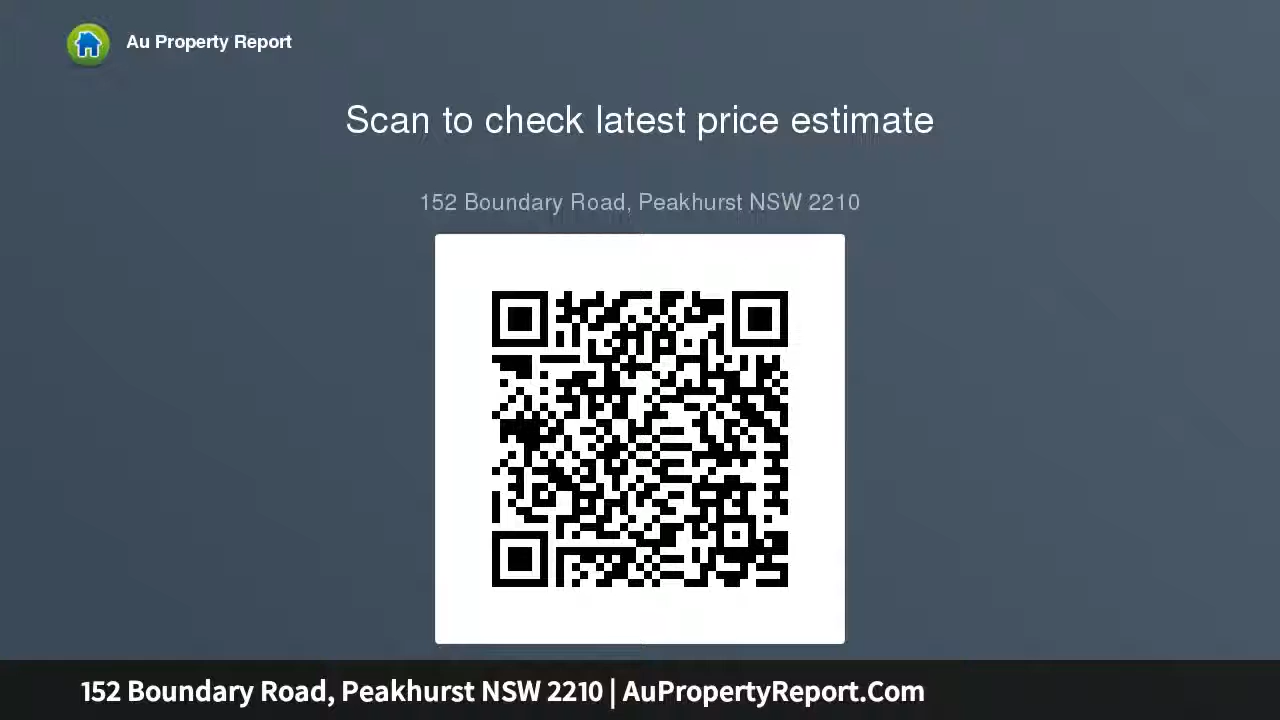 Au Property Report
Scan to check latest price estimate
152 Boundary Road, Peakhurst NSW 2210
152 Boundary Road, Peakhurst NSW 2210 | AuPropertyReport.Com